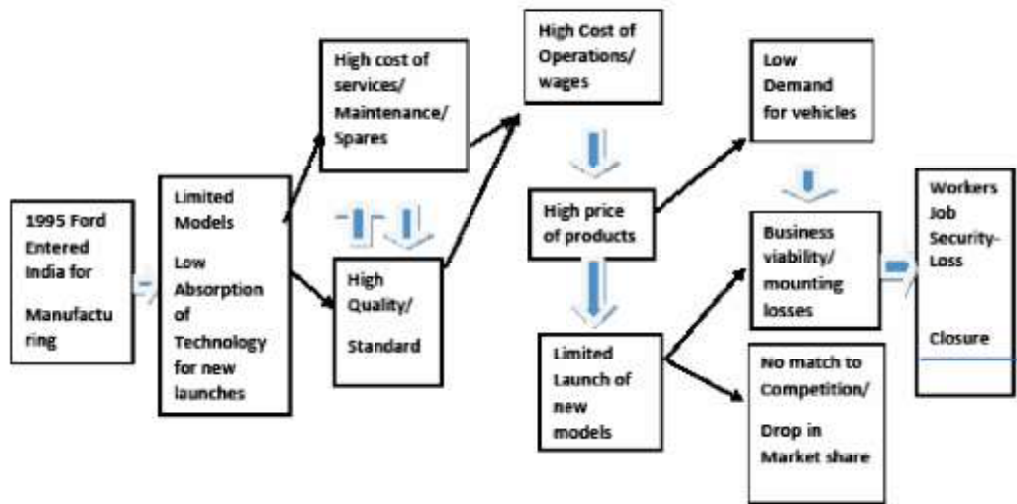 1995 Ford
Entered
India for
Manufactu
ring
Limited
Models
Low
Absorption
of
Technology
for new
launches
High cost of
services/
Maintenance/
Spares
High
Quality/
Standard
High Cost of
Operations/
wages
High price
of products
Limited
Launch of
new
models
Low
Demand
for vehicles
Business
viability/
mounting
losses
No match to
Competition/
Drop in
Market share
Workers
Job
Security-
Loss
Closure